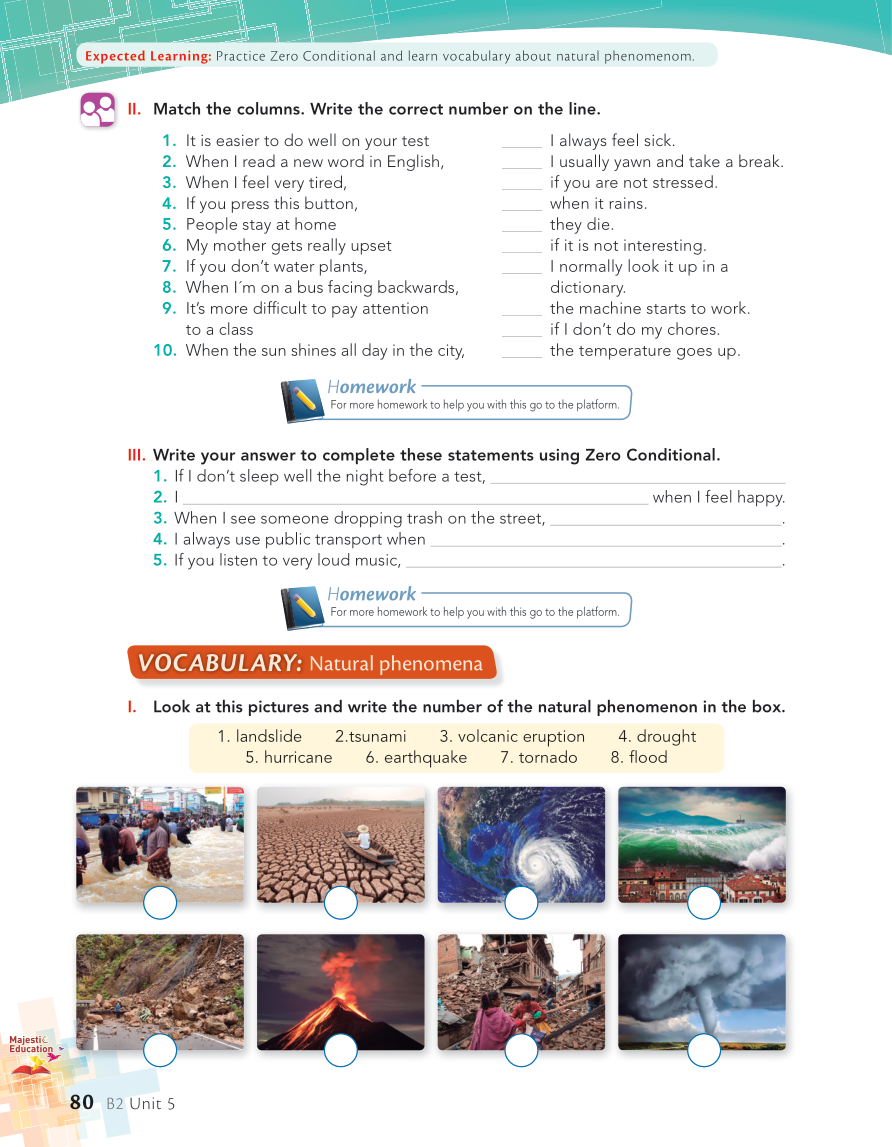 Expected Learning: Practice Zero Conditional and learn vocabulary about natural phenomenom.
II. Match the columns. Write the correct number on the line.
1. It is easier to do well on your test
2. When I read a new word in English,
3. When I feel very tired,
4. If you press this button,
5. People stay at home
6. My mother gets really upset
7. If you don't water plants,
8. When I´m on a bus facing backwards,
9. It's more difficult to pay attention
to a class
10. When the sun shines all day in the city,
_____ I always feel sick.
_____ I usually yawn and take a break.
_____ if you are not stressed.
_____ when it rains.
_____ they die.
_____ if it is not interesting.
_____ I normally look it up in a
dictionary.
_____ the machine starts to work.
_____ if I don't do my chores.
_____ the temperature goes up.
Homework
For more homework to help you with this go to the platform.
III. Write your answer to complete these statements using Zero Conditional.
1. If I don't sleep well the night before a test, _____
2. I _____ when I feel happy.
3. When I see someone dropping trash on the street, _____.
4. I always use public transport when _____.
5. If you listen to very loud music, _____.
Homework
For more homework to help you with this go to the platform.
VOCABULARY: Natural phenomena
I. Look at this pictures and write the number of the natural phenomenon in the box.
1. landslide 2.tsunami 3. volcanic eruption 4. drought
5. hurricane 6. earthquake 7. tornado 8. flood
Majestic
Education
80 B2 Unit 5